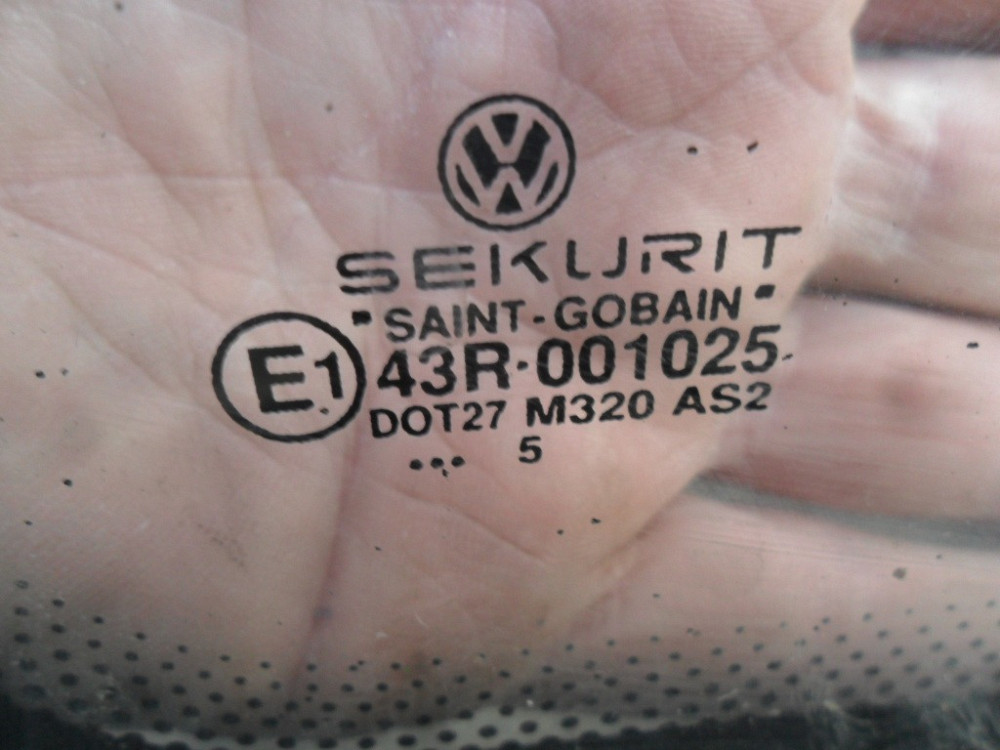 SEKURIT
SAINT-GOBAIN
E1 43R-001025
DOT27 M320 AS2
... 5